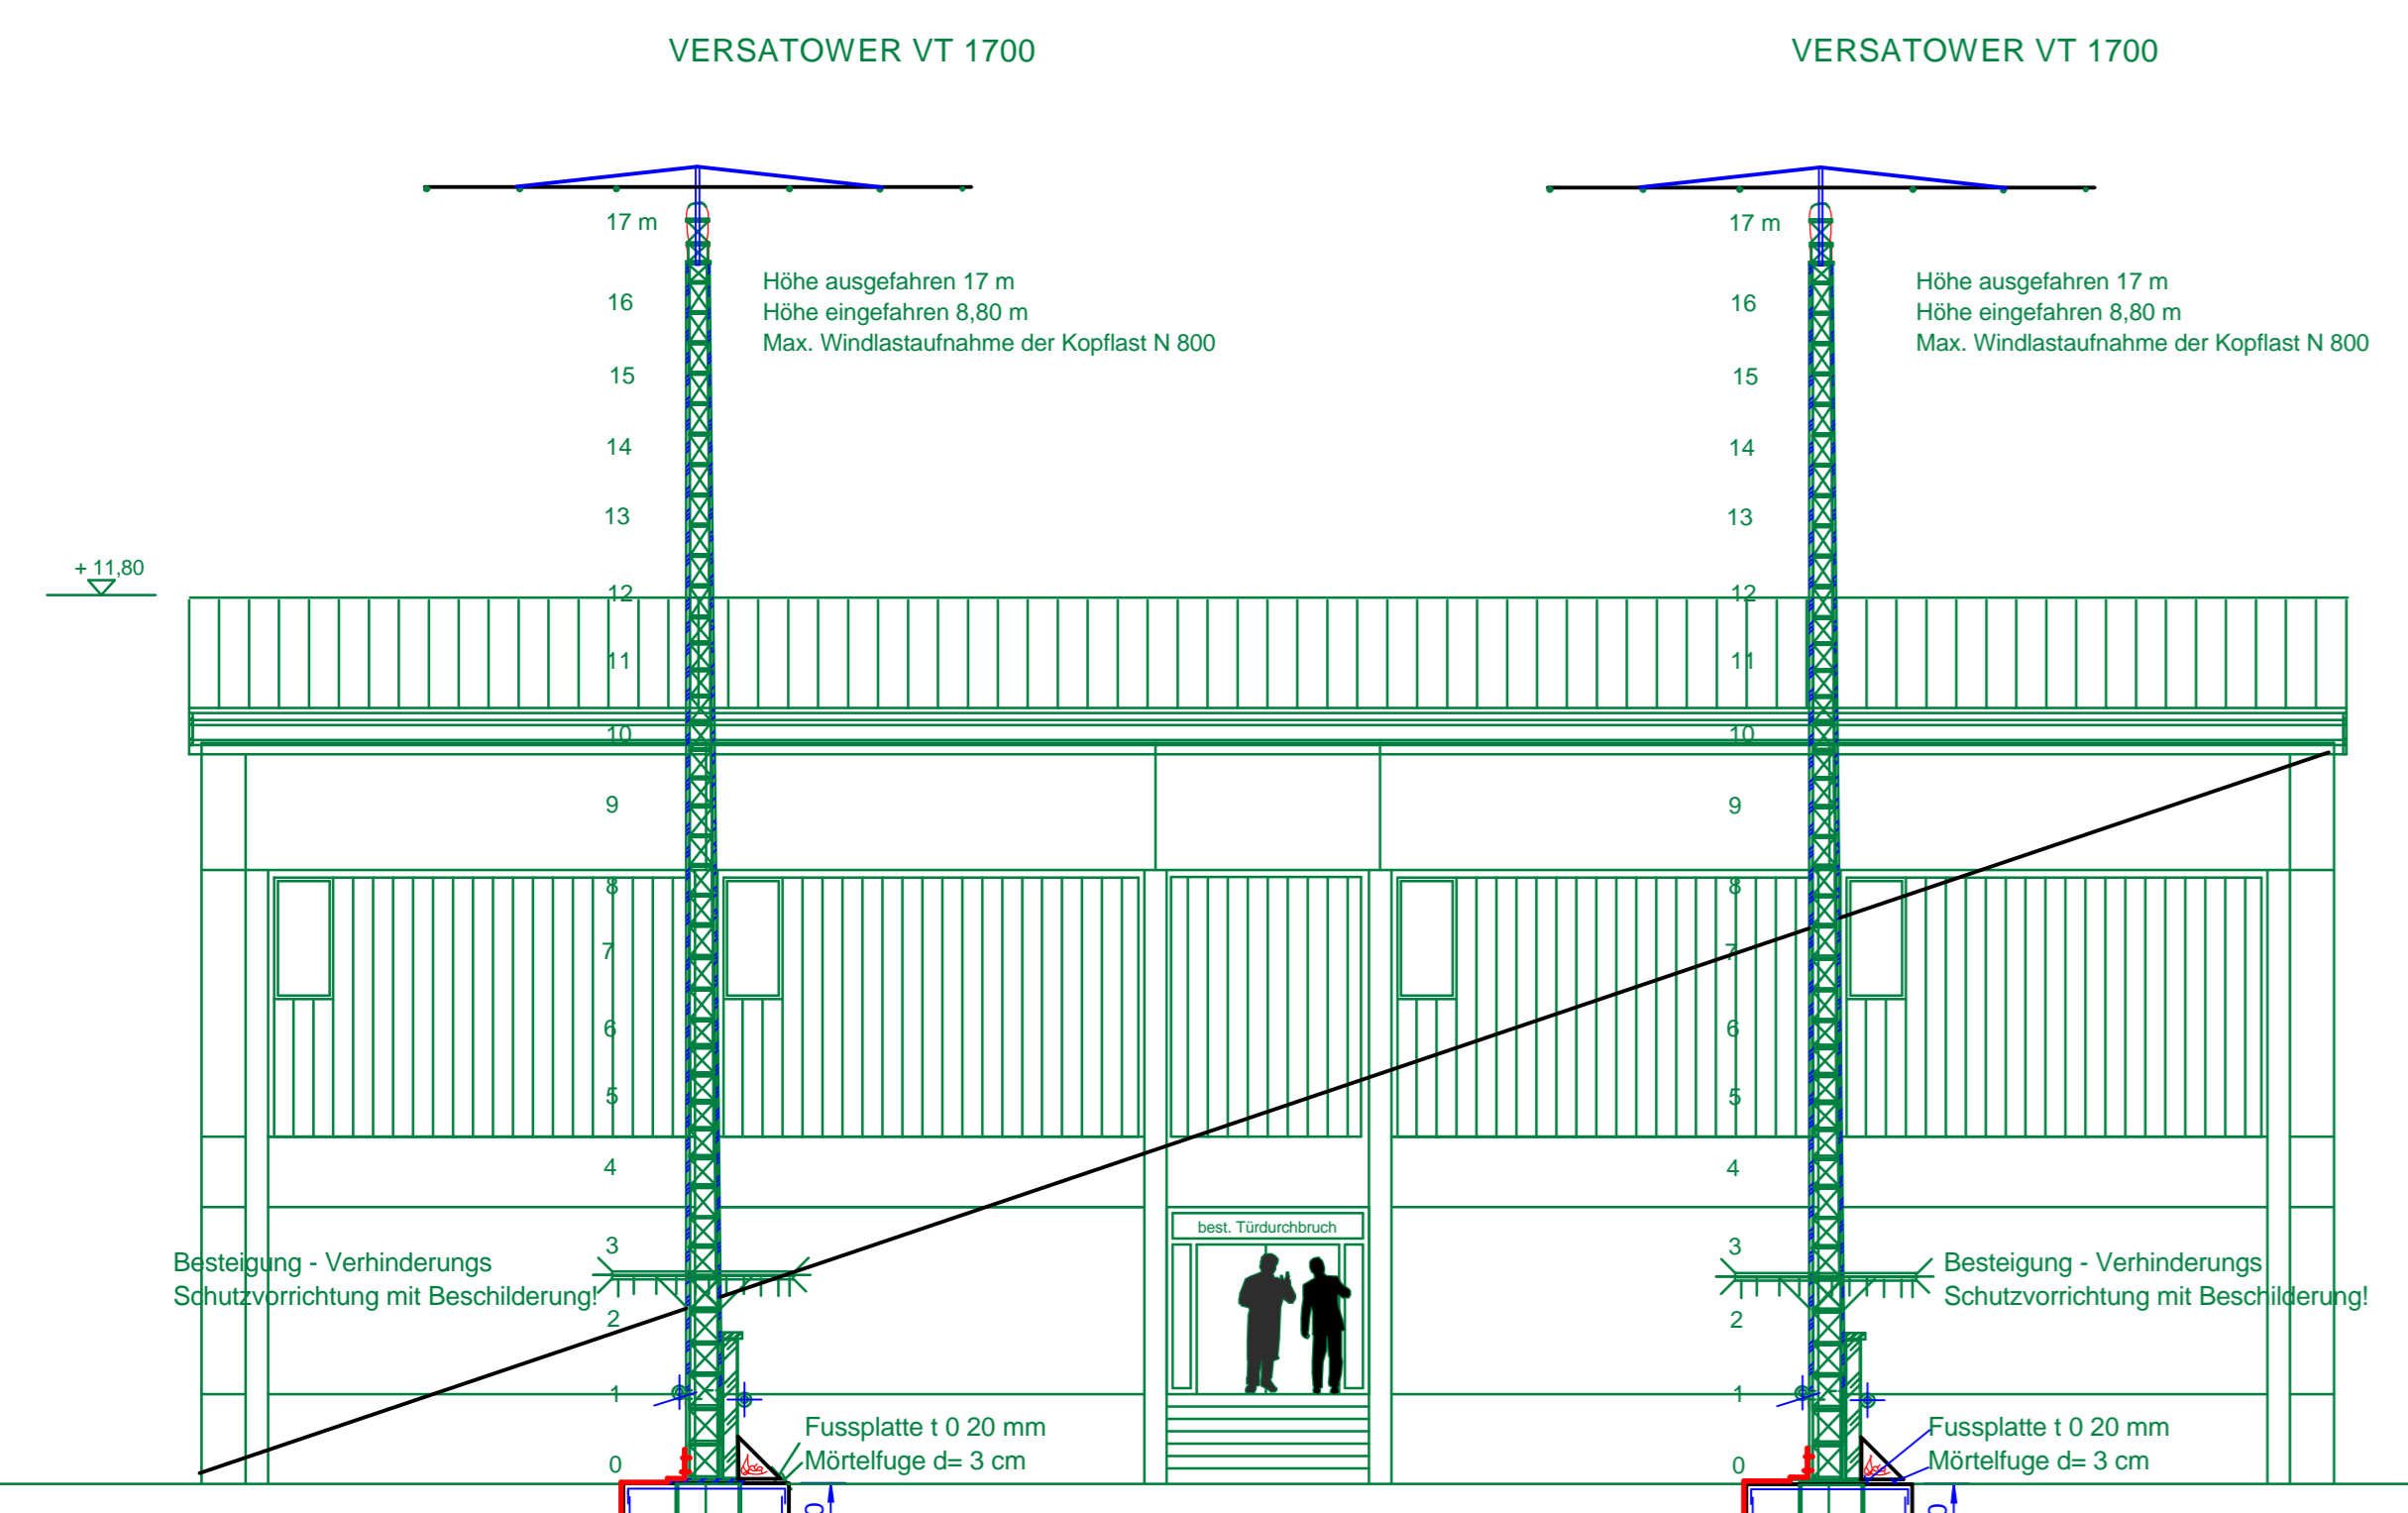 VERSATOWER VT 1700
VERSATOWER VT 1700
17 m
Höhe ausgefahren 17 m
Höhe eingefahren 8,80 m
Max. Windlastaufnahme der Kopflast N 800
16
15
14
13
12
11
10
9
8
7
6
5
4
3
2
1
0
17 m
Höhe ausgefahren 17 m
Höhe eingefahren 8,80 m
Max. Windlastaufnahme der Kopflast N 800
16
15
14
13
12
11
10
9
8
7
6
5
4
3
2
1
0
+ 11,80
best. Türdurchbruch
Besteigung - Verhinderungs
Schutzvorrichtung mit Beschilderung!
Besteigung - Verhinderungs
Schutzvorrichtung mit Beschilderung!
Fussplatte t 0 20 mm
Mörtelfuge d= 3 cm
Fussplatte t 0 20 mm
Mörtelfuge d= 3 cm